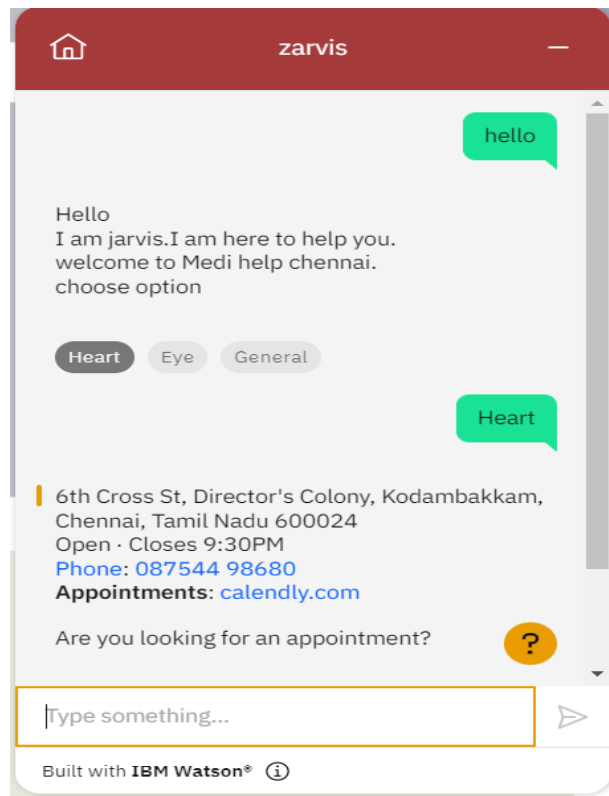 zarvis
hello
Hello
I am jarvis.I am here to help you.
welcome to Medi help chennai.
choose option
Heart Eye General
Heart
6th Cross St, Director's Colony, Kodambakkam,
Chennai, Tamil Nadu 600024
Open · Closes 9:30PM
Phone: 087544 98680
Appointments: calendly.com
Are you looking for an appointment?
?
Type something...
Built with IBM Watson®